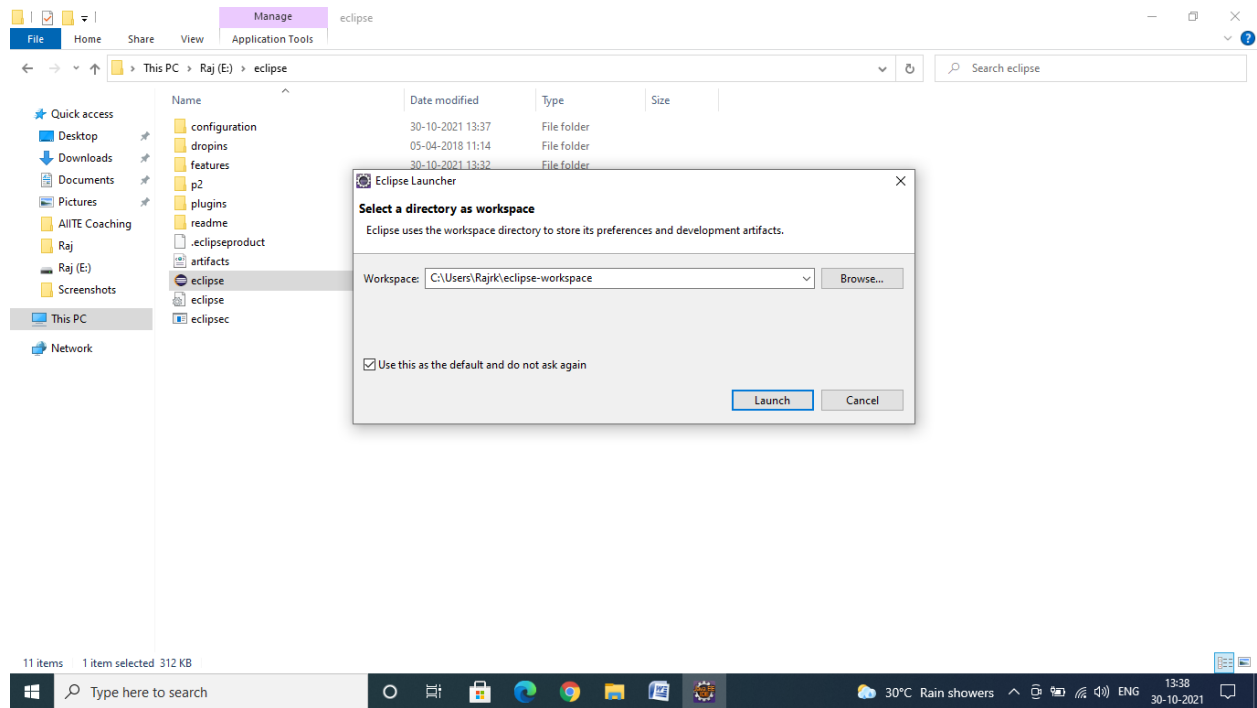 Manage
eclipse
File
Home
Share
View
Application Tools
This PC
Raj (E:)
eclipse
Search eclipse
Name
Date modified
Type
Size
Quick access
Desktop
Downloads
Documents
Pictures
AIITE Coaching
Raj
Raj (E:)
Screenshots
This PC
Network
configuration 30-10-2021 13:37 File folder
dropins 05-04-2018 11:14 File folder
features 30-10-2021 13:32 File folder
p2
plugins
readme
.eclipseproduct
artifacts
eclipse
eclipse
eclipsec
Eclipse Launcher
Select a directory as workspace
Eclipse uses the workspace directory to store its preferences and development artifacts.
Workspace: C:\Users\Rajrk\eclipse-workspace
Browse...
Use this as the default and do not ask again
Launch
Cancel
11 items 1 item selected 312 KB
Type here to search
30°C Rain showers
ENG
13:38
30-10-2021